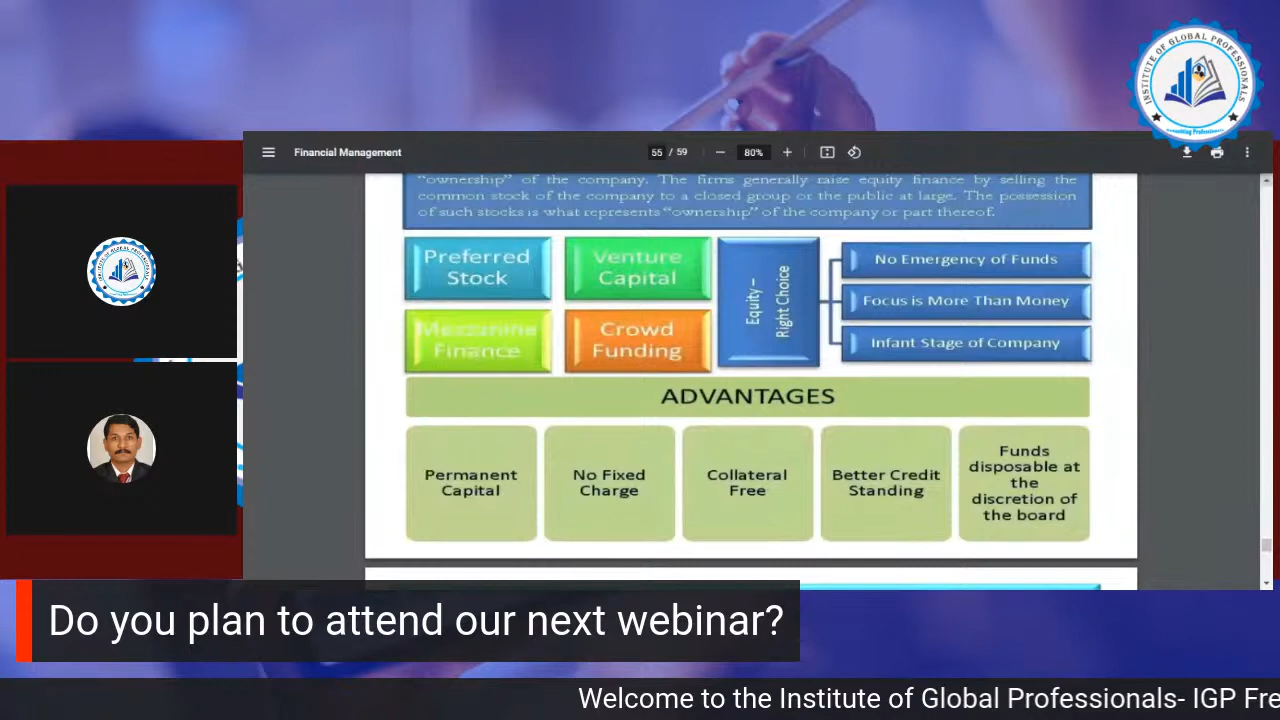 INSTITUTE OF GLOBAL PROFESSIONALS
Accounting Professionals
Financial Management
55 / 59
80%
"ownership" of the company. The firms generally raise equity finance by selling the
common stock of the company to a closed group or the public at large. The possession
of such stocks is what represents "ownership" of the company or part thereof.
Preferred
Stock
Venture
Capital
Mezzanine
Finance
Crowd
Funding
Equity –
Right Choice
No Emergency of Funds
Focus is More Than Money
Infant Stage of Company
ADVANTAGES
Permanent
Capital
No Fixed
Charge
Collateral
Free
Better Credit
Standing
Funds
disposable at
the
discretion of
the board
Do you plan to attend our next webinar?
Welcome to the Institute of Global Professionals- IGP Fre